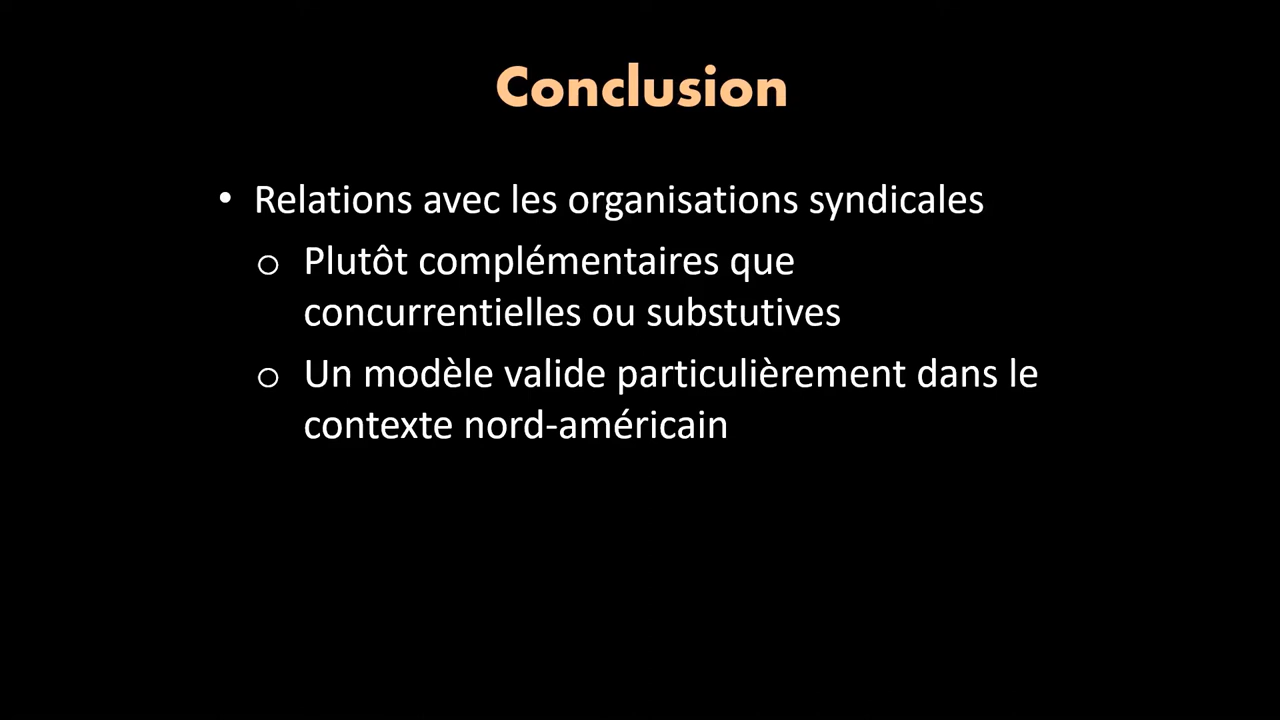 Conclusion
• Relations avec les organisations syndicales
o Plutôt complémentaires que
concurrentielles ou substutives
o Un modèle valide particulièrement dans le
contexte nord-américain